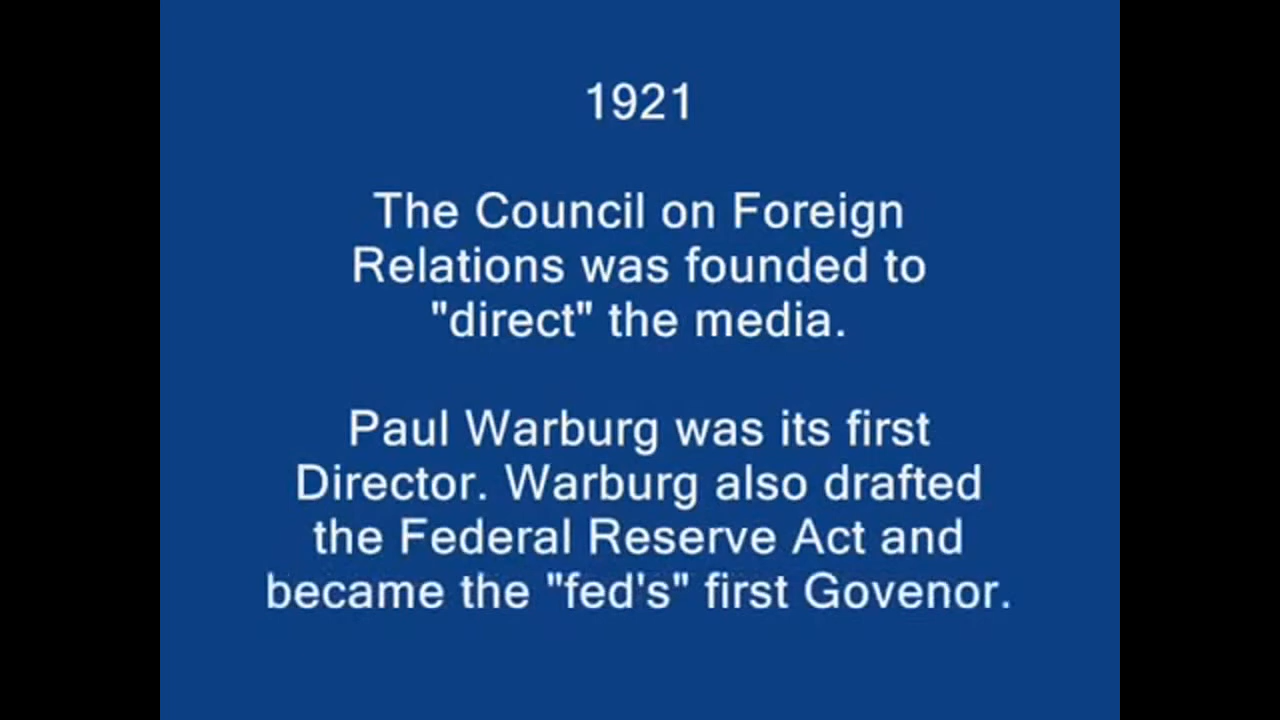 1921
The Council on Foreign
Relations was founded to
"direct" the media.
Paul Warburg was its first
Director. Warburg also drafted
the Federal Reserve Act and
became the "fed's" first Govenor.